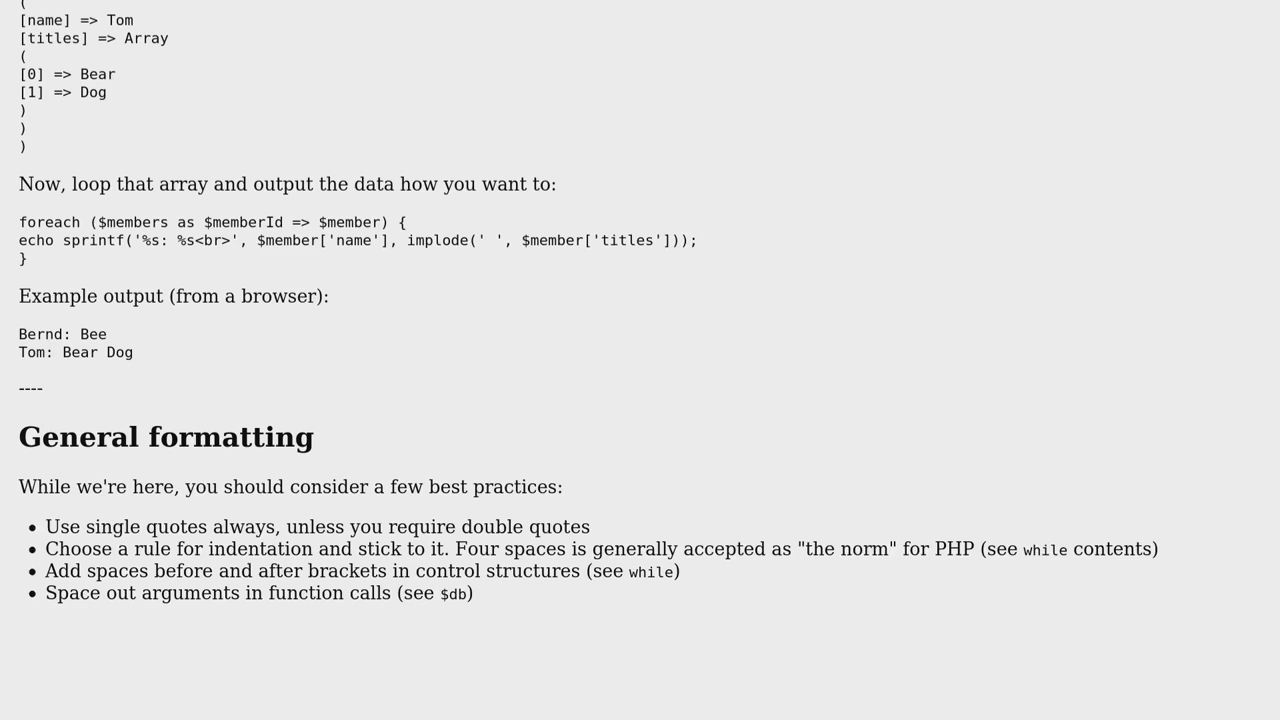 (
[name] => Tom
[titles] => Array
(
[0] => Bear
[1] => Dog
)
)
)
Now, loop that array and output the data how you want to:
foreach ($members as $memberId => $member) {
echo sprintf('%s: %s<br>', $member['name'], implode(' ', $member['titles']));
}
Example output (from a browser):
Bernd: Bee
Tom: Bear Dog
----
General formatting
While we're here, you should consider a few best practices:
• Use single quotes always, unless you require double quotes
• Choose a rule for indentation and stick to it. Four spaces is generally accepted as "the norm" for PHP (see while contents)
• Add spaces before and after brackets in control structures (see while)
• Space out arguments in function calls (see $db)